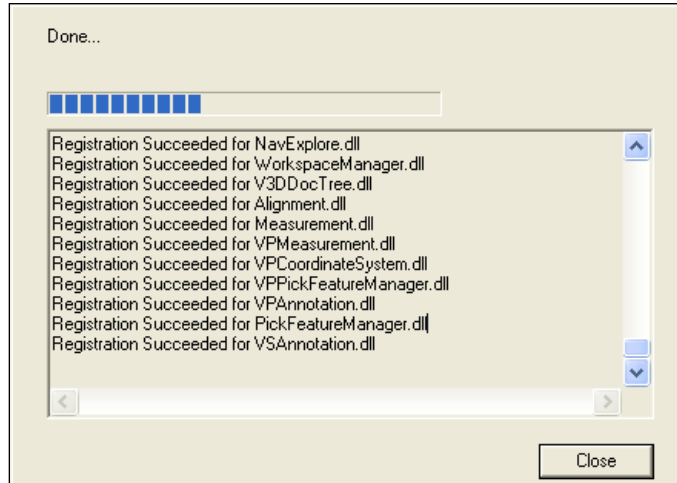 Done...
Registration Succeeded for NavExplore.dll
Registration Succeeded for WorkspaceManager.dll
Registration Succeeded for V3DDocTree.dll
Registration Succeeded for Alignment.dll
Registration Succeeded for Measurement.dll
Registration Succeeded for VPMeasurement.dll
Registration Succeeded for VPCoordinateSystem.dll
Registration Succeeded for VPPickFeatureManager.dll
Registration Succeeded for VPAnnotation.dll
Registration Succeeded for PickFeatureManager.dll
Registration Succeeded for VSAnnotation.dll
Close